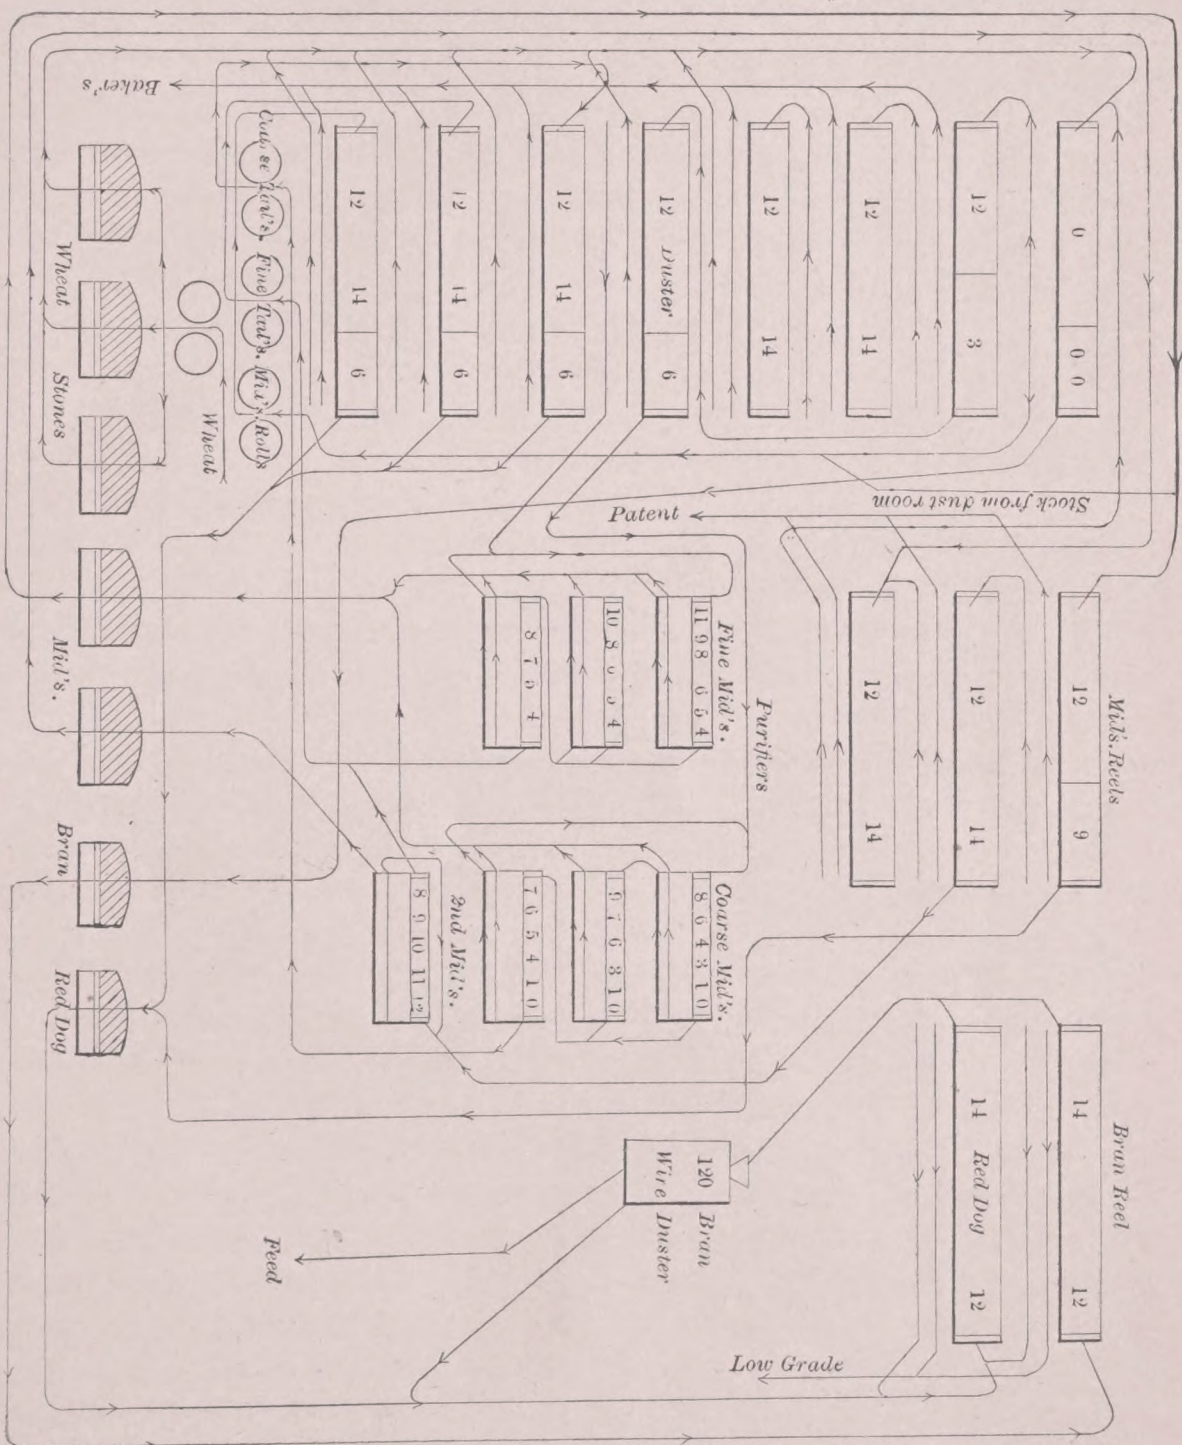 Mid's. Reels
Bran Reel
0 0 0
12 9
14 12
12 3
12 14
14 Red Dog 12
12 14
12 14
12 14
Stock from dust room
Low Grade
Patent
Baker's
Purifiers
12 Duster 6
Fine Mid's.
11 9 8 6 5 4
Coarse Mid's.
8 6 4 3 1 0
120 Bran
Wire Duster
12 14 6
10 8 6 5 4
9 7 6 3 1 0
12 14 6
8 7 5 4
7 6 5 4 1 0
2nd Mid's.
12 14 6
8 9 10 11 12
Coarse Tail's. Fine Tail's. Mid's. Rolls
Feed
Wheat
Wheat Stones
Mid's.
Bran
Red Dog